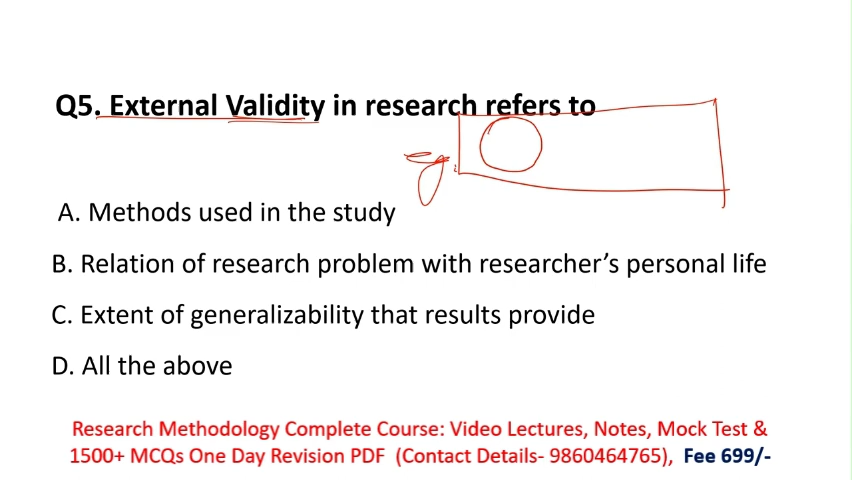 Q5. External Validity in research refers to
eg.
A. Methods used in the study
B. Relation of research problem with researcher’s personal life
C. Extent of generalizability that results provide
D. All the above
Research Methodology Complete Course: Video Lectures, Notes, Mock Test &
1500+ MCQs One Day Revision PDF (Contact Details- 9860464765), Fee 699/-